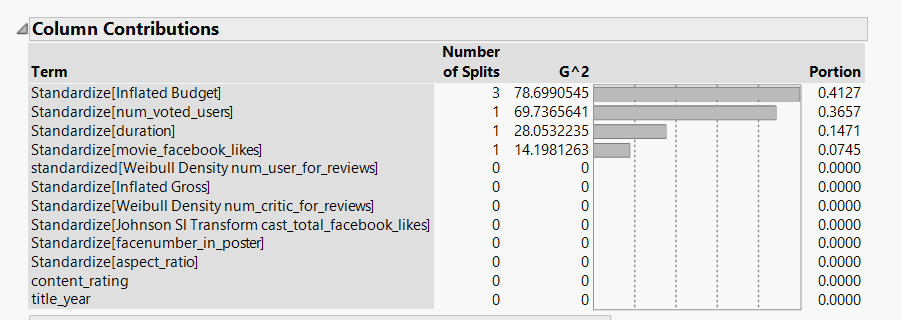 Column Contributions
Number
Term of Splits G^2 Portion
Standardize[Inflated Budget] 3 78.6990545 0.4127
Standardize[num_voted_users] 1 69.7365641 0.3657
Standardize[duration] 1 28.0532235 0.1471
Standardize[movie_facebook_likes] 1 14.1981263 0.0745
standardized[Weibull Density num_user_for_reviews] 0 0 0.0000
Standardize[Inflated Gross] 0 0 0.0000
Standardize[Weibull Density num_critic_for_reviews] 0 0 0.0000
Standardize[Johnson SI Transform cast_total_facebook_likes] 0 0 0.0000
Standardize[facenumber_in_poster] 0 0 0.0000
Standardize[aspect_ratio] 0 0 0.0000
content_rating 0 0 0.0000
title_year 0 0 0.0000